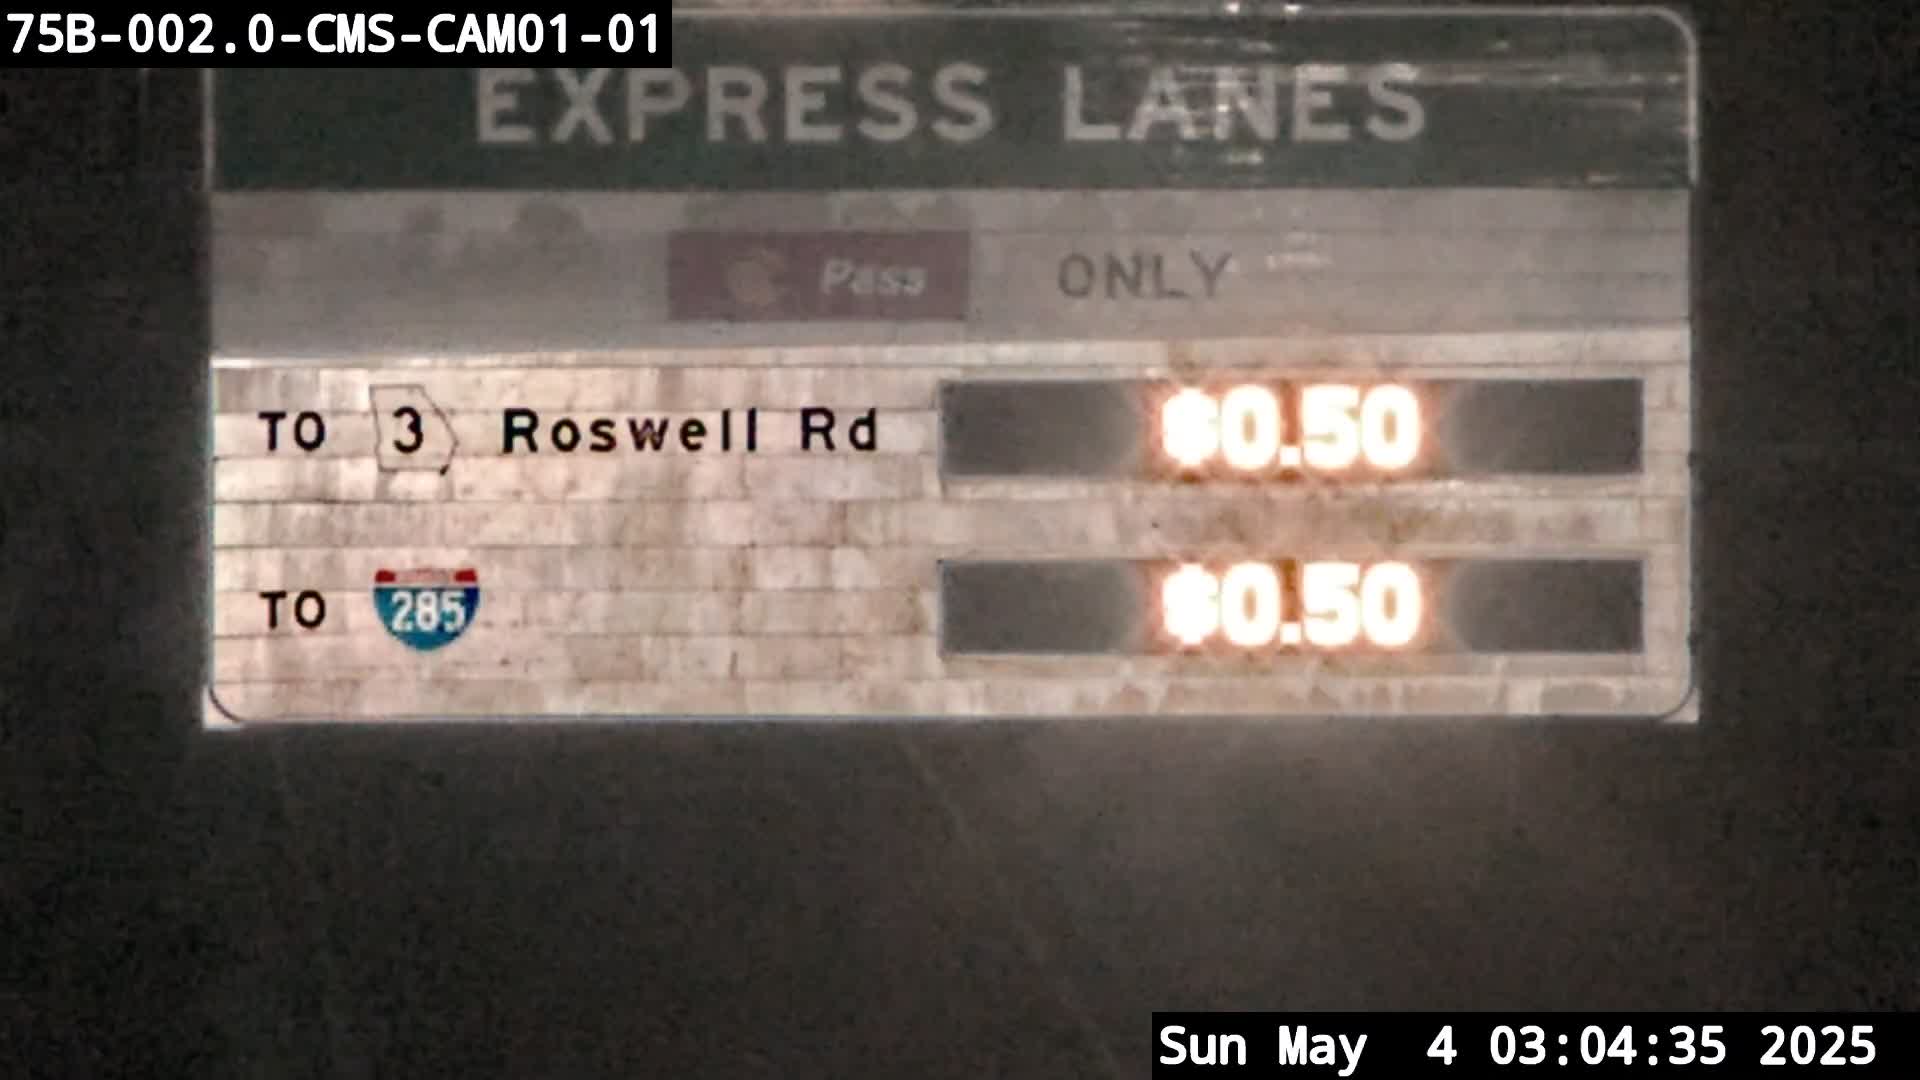 75B-002.0-CMS-CAM01-01
EXPRESS LANES
Pass ONLY
TO 3 Roswell Rd $0.50
TO 285 $0.50
Sun May 4 03:04:35 2025